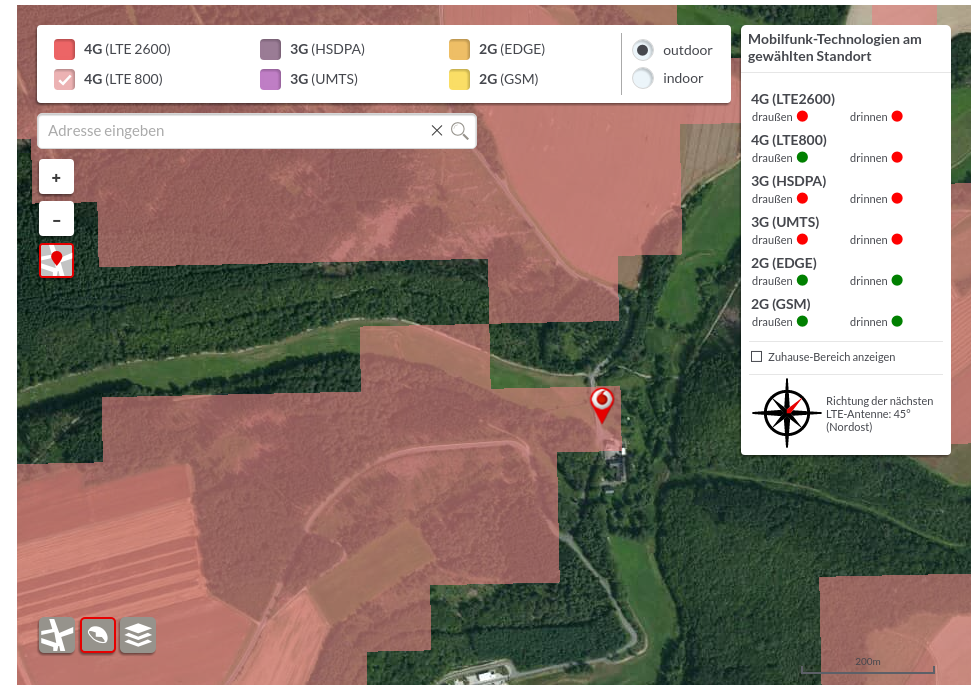 4G (LTE 2600)
3G (HSDPA)
2G (EDGE)
outdoor
4G (LTE 800)
3G (UMTS)
2G (GSM)
indoor
Adresse eingeben
+
–
Mobilfunk-Technologien am
gewählten Standort
4G (LTE2600)
draußen drinnen
4G (LTE800)
draußen drinnen
3G (HSDPA)
draußen drinnen
3G (UMTS)
draußen drinnen
2G (EDGE)
draußen drinnen
2G (GSM)
draußen drinnen
Zuhause-Bereich anzeigen
Richtung der nächsten
LTE-Antenne: 45°
(Nordost)
200m